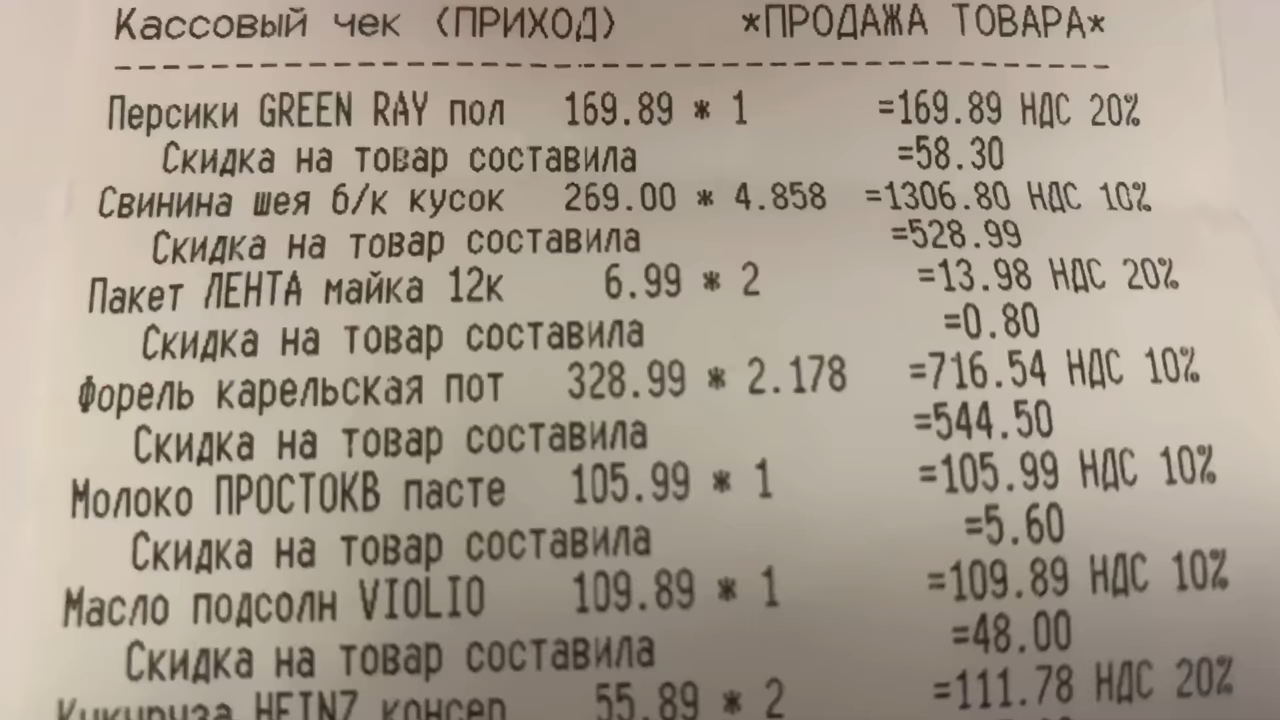 Кассовый чек (ПРИХОД) *ПРОДАЖА ТОВАРА*
Персики GREEN RAY пол 169.89 * 1 =169.89 НДС 20%
Скидка на товар составила =58.30
Свинина шея б/к кусок 269.00 * 4.858 =1306.80 НДС 10%
Скидка на товар составила =528.99
Пакет ЛЕНТА майка 12к 6.99 * 2 =13.98 НДС 20%
Скидка на товар составила =0.80
Форель карельская пот 328.99 * 2.178 =716.54 НДС 10%
Скидка на товар составила =544.50
Молоко ПРОСТОКВ пасте 105.99 * 1 =105.99 НДС 10%
Скидка на товар составила =5.60
Масло подсолн VIOLIO 109.89 * 1 =109.89 НДС 10%
Скидка на товар составила =48.00
Кукуруза HEINZ консер 55.89 * 2 =111.78 НДС 20%